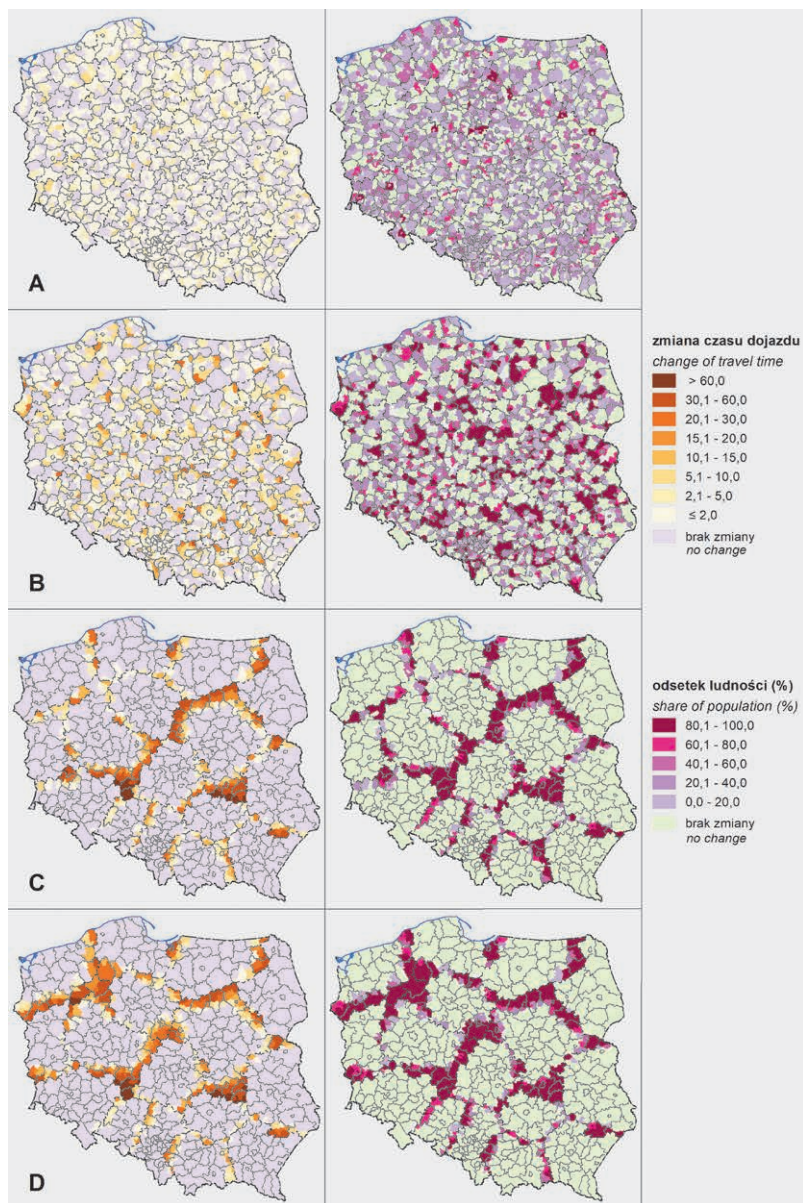 A
B
zmiana czasu dojazdu
change of travel time
> 60,0
30,1 - 60,0
20,1 - 30,0
15,1 - 20,0
10,1 - 15,0
5,1 - 10,0
2,1 - 5,0
≤ 2,0
brak zmiany
no change
C
odsetek ludności (%)
share of population (%)
80,1 - 100,0
60,1 - 80,0
40,1 - 60,0
20,1 - 40,0
0,0 - 20,0
brak zmiany
no change
D